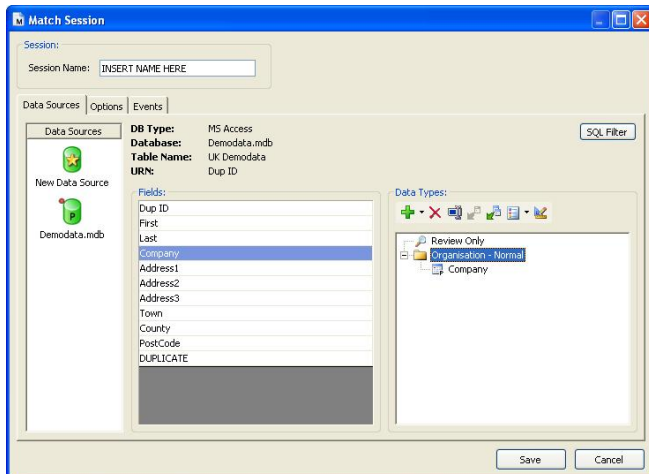 Match Session
Session:
Session Name: INSERT NAME HERE
Data Sources Options Events
Data Sources
New Data Source
P
Demodata.mdb
DB Type: MS Access
Database: Demodata.mdb
Table Name: UK Demodata
URN: Dup ID
SQL Filter
Fields:
Dup ID
First
Last
Company
Address1
Address2
Address3
Town
County
PostCode
DUPLICATE
Data Types:
Review Only
Organisation - Normal
Company
Save Cancel